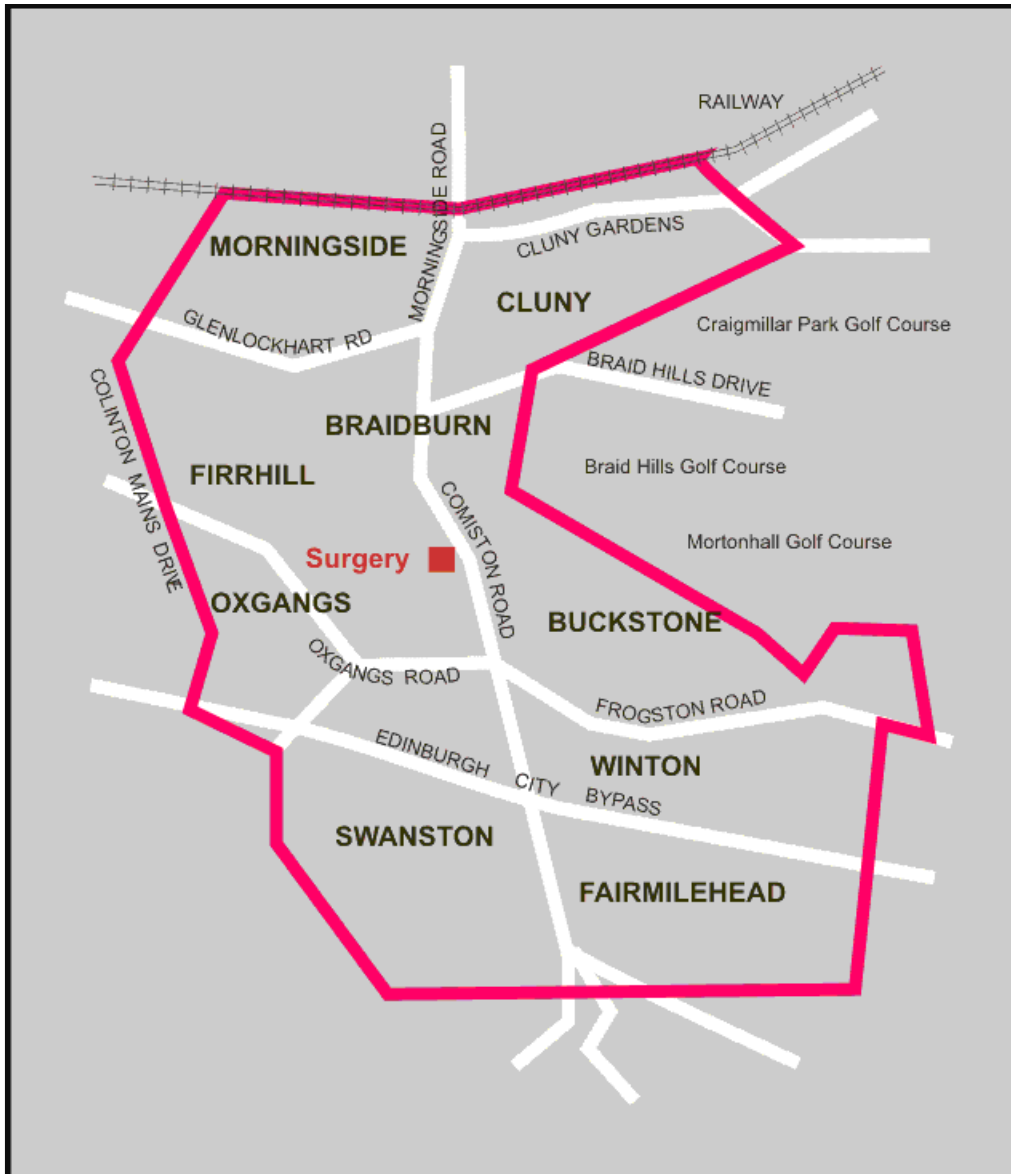 RAILWAY
MORNINGSIDE ROAD
MORNINGSIDE
CLUNY GARDENS
CLUNY
GLENLOCKHART RD
Craigmillar Park Golf Course
BRAID HILLS DRIVE
COLINTON MAINS DRIVE
BRAIDBURN
FIRRHILL
Braid Hills Golf Course
COMISTON ROAD
Mortonhall Golf Course
Surgery
OXGANGS
BUCKSTONE
OXGANGS ROAD
FROGSTON ROAD
WINTON
EDINBURGH CITY BYPASS
SWANSTON
FAIRMILEHEAD